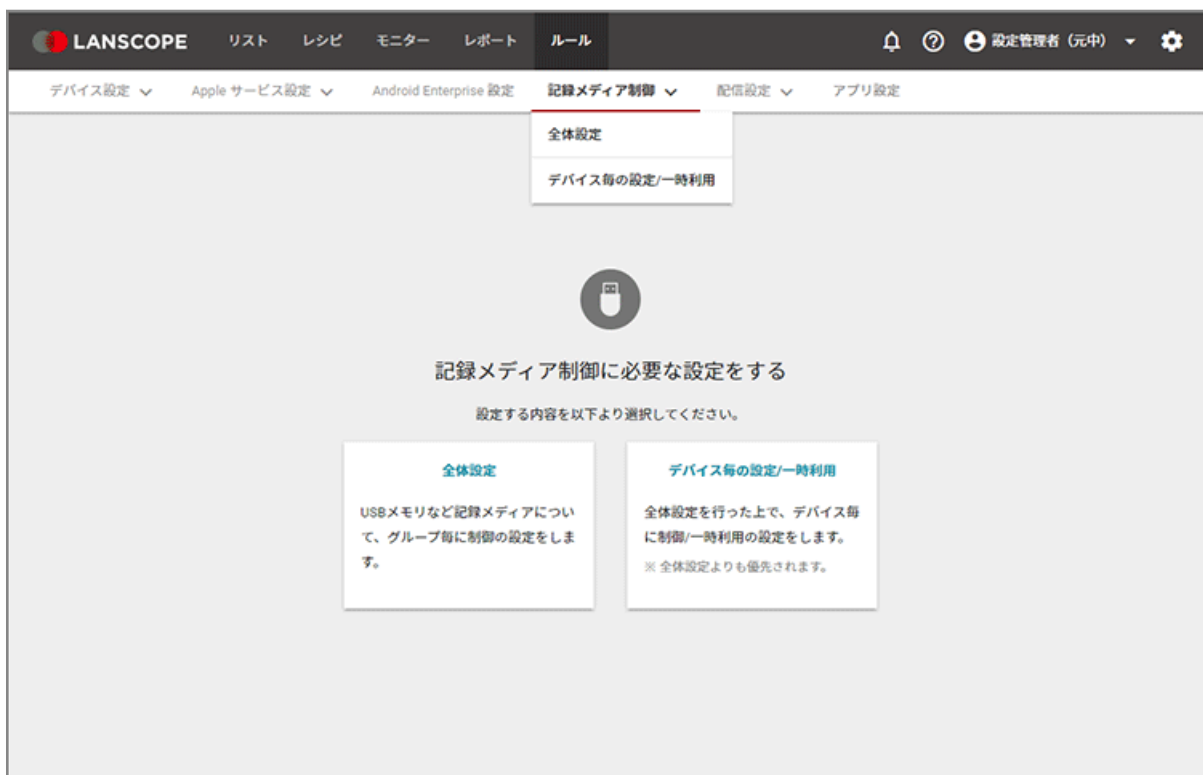 LANSCOPE リスト レシピ モニター レポート ルール 設定管理者（元中）
デバイス設定 Apple サービス設定 Android Enterprise 設定 記録メディア制御 配信設定 アプリ設定
全体設定
デバイス毎の設定/一時利用
記録メディア制御に必要な設定をする
設定する内容を以下より選択してください。
全体設定
USBメモリなど記録メディアについ
て、グループ毎に制御の設定をしま
す。
デバイス毎の設定/一時利用
全体設定を行った上で、デバイス毎
に制御/一時利用の設定をします。
※ 全体設定よりも優先されます。